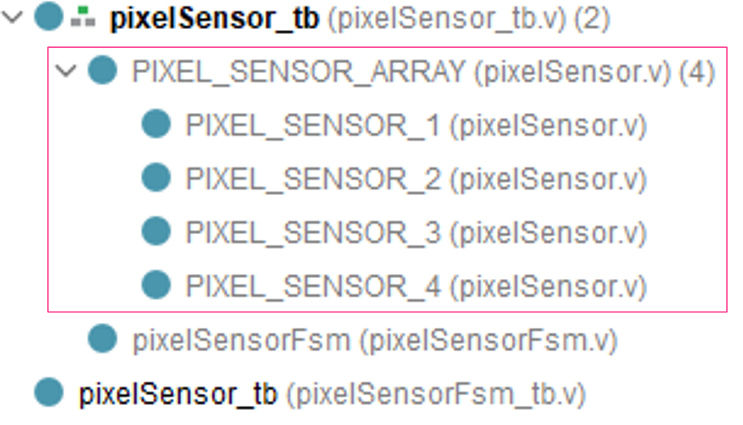 pixelSensor_tb (pixelSensor_tb.v) (2)
PIXEL_SENSOR_ARRAY (pixelSensor.v) (4)
PIXEL_SENSOR_1 (pixelSensor.v)
PIXEL_SENSOR_2 (pixelSensor.v)
PIXEL_SENSOR_3 (pixelSensor.v)
PIXEL_SENSOR_4 (pixelSensor.v)
pixelSensorFsm (pixelSensorFsm.v)
pixelSensor_tb (pixelSensorFsm_tb.v)